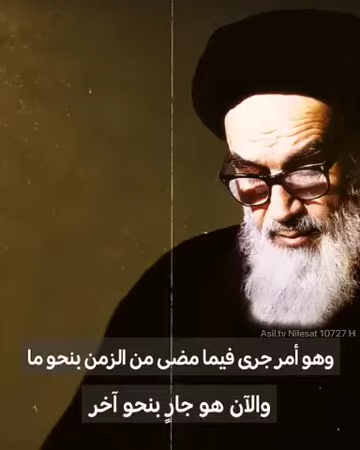 Asil.tv Nilesat 10727 H
وهو أمر جرى فيما مضى من الزمن بنحو ما
والآن هو جارٍ بنحو آخر